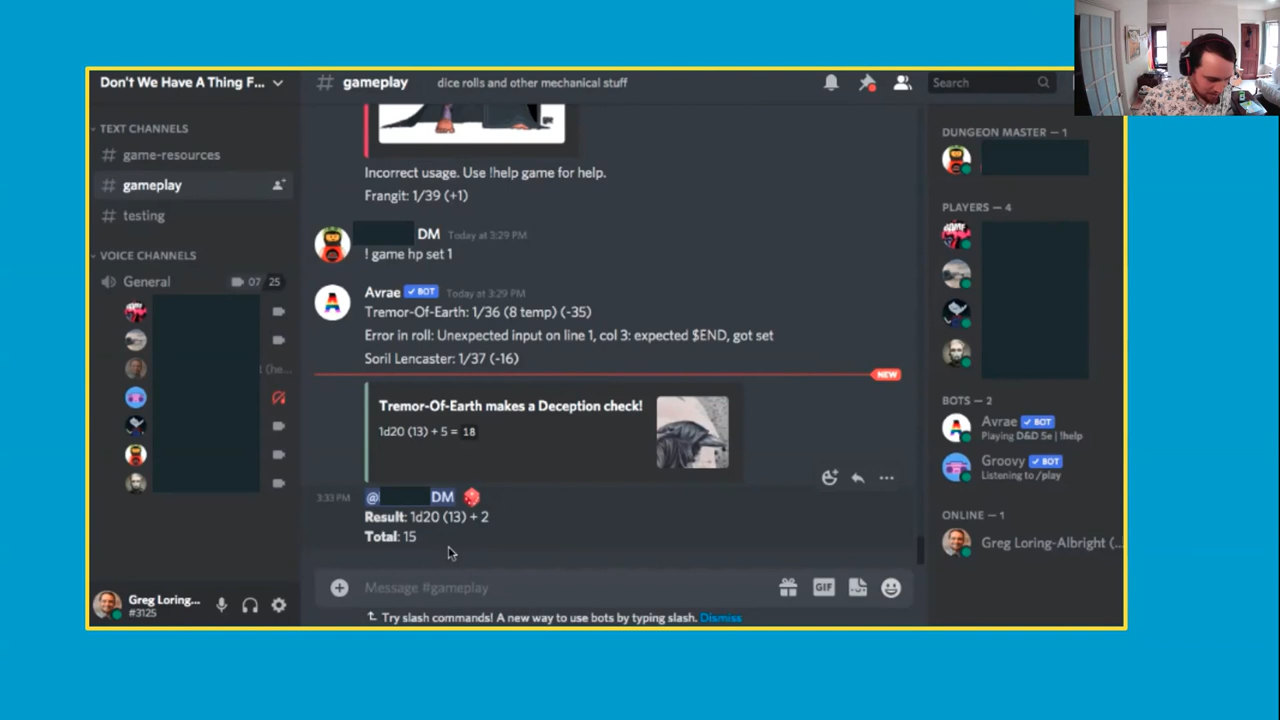 Don't We Have A Thing F...
TEXT CHANNELS
# game-resources
# gameplay
# testing
VOICE CHANNELS
General
07 25
(he...
Greg Loring-...
#3125
# gameplay
dice rolls and other mechanical stuff
Search
Incorrect usage. Use !help game for help.
Frangit: 1/39 (+1)
DM Today at 3:29 PM
! game hp set 1
Avrae BOT Today at 3:29 PM
Tremor-Of-Earth: 1/36 (8 temp) (-35)
Error in roll: Unexpected input on line 1, col 3: expected $END, got set
Soril Lencaster: 1/37 (-16)
NEW
Tremor-Of-Earth makes a Deception check!
1d20 (13) + 5 = 18
3:33 PM
@ DM
Result: 1d20 (13) + 2
Total: 15
Message #gameplay
GIF
Try slash commands! A new way to use bots by typing slash. Dismiss
DUNGEON MASTER — 1
PLAYERS — 4
BOTS — 2
Avrae BOT
Playing D&D 5e | !help
Groovy BOT
Listening to /play
ONLINE — 1
Greg Loring-Albright (...